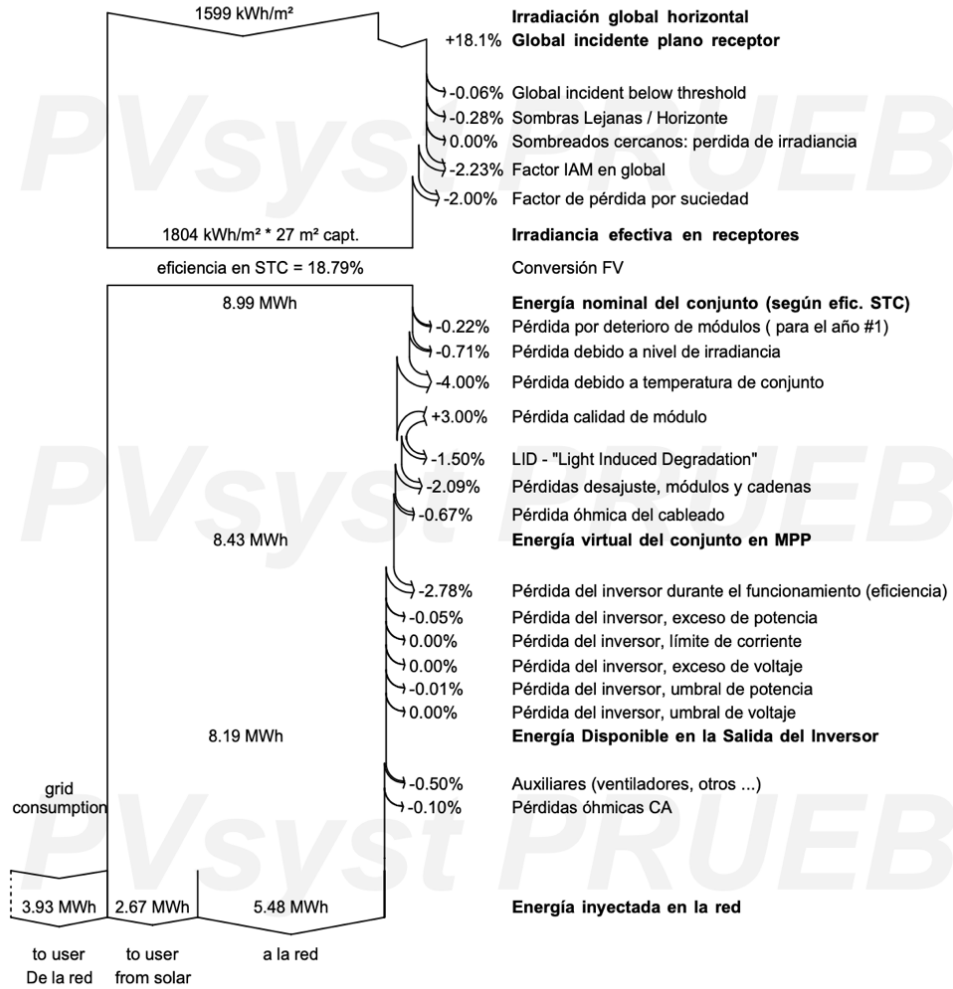 1599 kWh/m² Irradiación global horizontal
+18.1% Global incidente plano receptor
-0.06% Global incident below threshold
-0.28% Sombras Lejanas / Horizonte
0.00% Sombreados cercanos: perdida de irradiancia
-2.23% Factor IAM en global
-2.00% Factor de pérdida por suciedad
1804 kWh/m² * 27 m² capt. Irradiancia efectiva en receptores
eficiencia en STC = 18.79% Conversión FV
8.99 MWh Energía nominal del conjunto (según efic. STC)
-0.22% Pérdida por deterioro de módulos ( para el año #1)
-0.71% Pérdida debido a nivel de irradiancia
-4.00% Pérdida debido a temperatura de conjunto
+3.00% Pérdida calidad de módulo
-1.50% LID - "Light Induced Degradation"
-2.09% Pérdidas desajuste, módulos y cadenas
-0.67% Pérdida óhmica del cableado
8.43 MWh Energía virtual del conjunto en MPP
-2.78% Pérdida del inversor durante el funcionamiento (eficiencia)
-0.05% Pérdida del inversor, exceso de potencia
0.00% Pérdida del inversor, límite de corriente
0.00% Pérdida del inversor, exceso de voltaje
-0.01% Pérdida del inversor, umbral de potencia
0.00% Pérdida del inversor, umbral de voltaje
8.19 MWh Energía Disponible en la Salida del Inversor
-0.50% Auxiliares (ventiladores, otros ...)
grid
consumption
-0.10% Pérdidas óhmicas CA
3.93 MWh 2.67 MWh 5.48 MWh Energía inyectada en la red
to user to user a la red
De la red from solar
PVsyst PRUEB
PVsyst PRUEB
PVsyst PRUEB